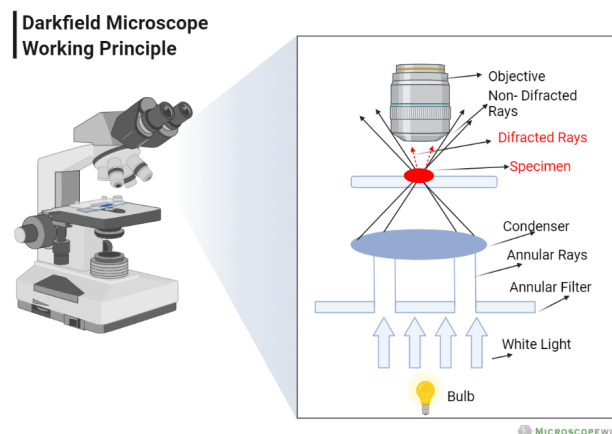 Darkfield Microscope
Working Principle
Objective
Non- Difracted
Rays
Difracted Rays
Specimen
Condenser
Annular Rays
Annular Filter
White Light
Bulb